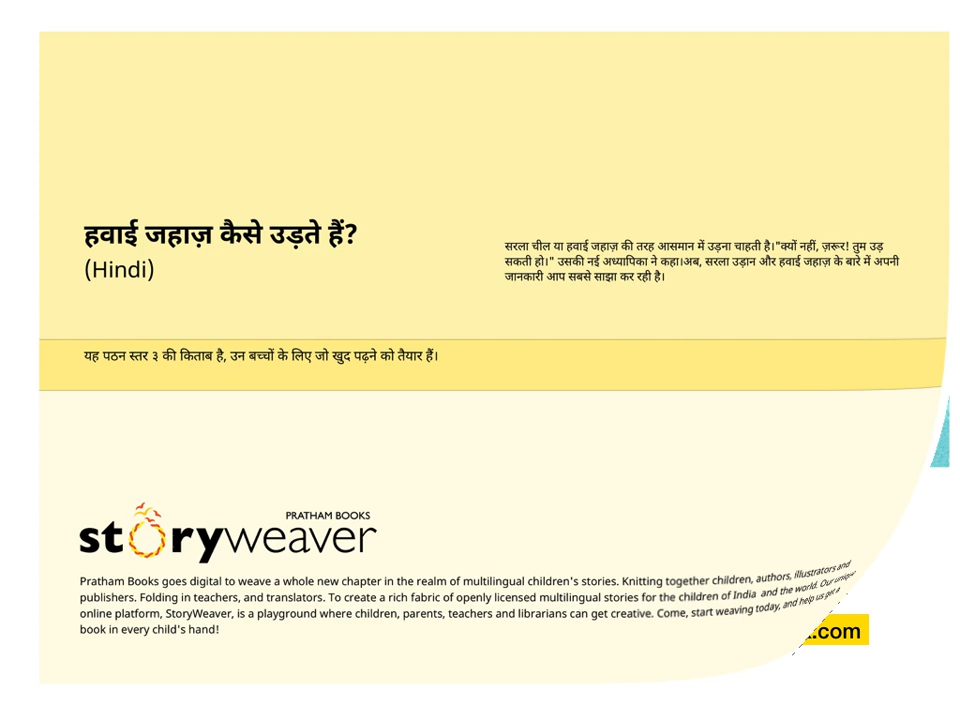 हवाई जहाज़ कैसे उड़ते हैं?
(Hindi)
सरला चील या हवाई जहाज़ की तरह आसमान में उड़ना चाहती है।"क्यों नहीं, ज़रूर! तुम उड़
सकती हो।" उसकी नई अध्यापिका ने कहा।अब, सरला उड़ान और हवाई जहाज़ के बारे में अपनी
जानकारी आप सबसे साझा कर रही है।
यह पठन स्तर ३ की किताब है, उन बच्चों के लिए जो खुद पढ़ने को तैयार हैं।
PRATHAM BOOKS
storyweaver
Pratham Books goes digital to weave a whole new chapter in the realm of multilingual children's stories. Knitting together children, authors, illustrators and
publishers. Folding in teachers, and translators. To create a rich fabric of openly licensed multilingual stories for the children of India and the world. Our unique
online platform, StoryWeaver, is a playground where children, parents, teachers and librarians can get creative. Come, start weaving today, and help us get a
book in every child's hand!
.com